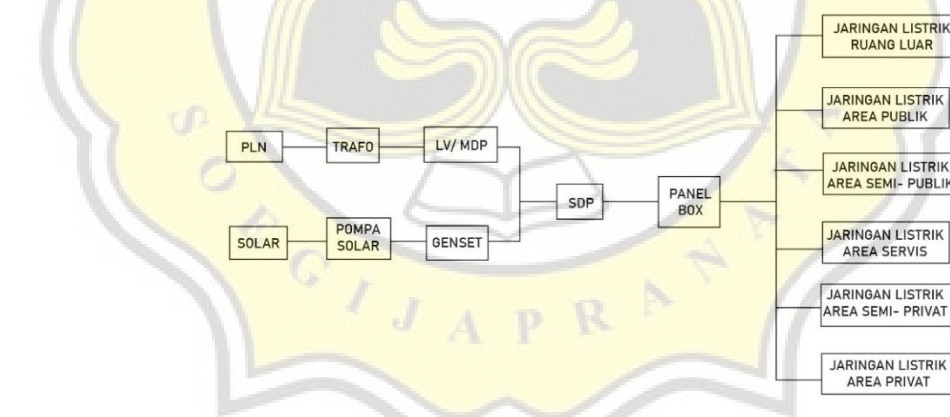 JARINGAN LISTRIK
RUANG LUAR
JARINGAN LISTRIK
AREA PUBLIK
PLN
TRAFO
LV/ MDP
JARINGAN LISTRIK
AREA SEMI- PUBLIK
SDP
PANEL
BOX
SOLAR
POMPA
SOLAR
GENSET
JARINGAN LISTRIK
AREA SERVIS
JARINGAN LISTRIK
AREA SEMI- PRIVAT
JARINGAN LISTRIK
AREA PRIVAT
SOEGIJAPRANATA